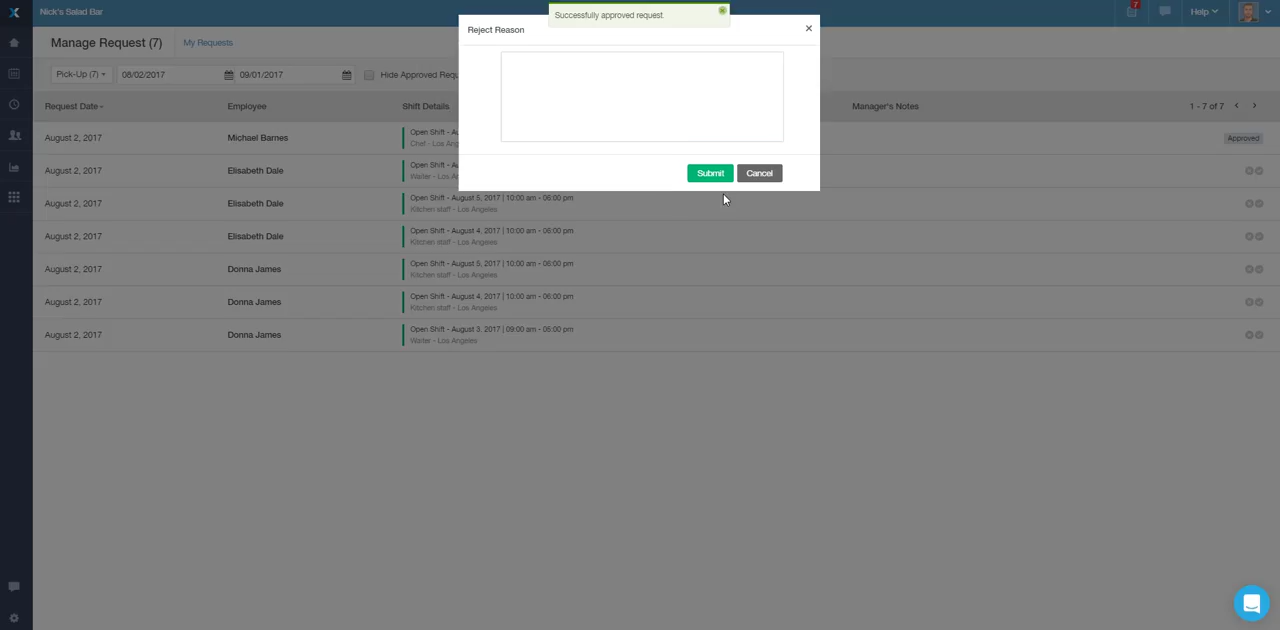 Nick's Salad Bar
Successfully approved request.
7
Help
Reject Reason
Manage Request (7)
My Requests
Pick-Up (7)
08/02/2017
09/01/2017
Hide Approved Requ
Request Date
Employee
Shift Details
Manager's Notes
1 - 7 of 7
August 2, 2017
Michael Barnes
Open Shift - Au
Chef - Los Ang
Approved
August 2, 2017
Elisabeth Dale
Open Shift - Au
Waiter - Los A
Submit
Cancel
August 2, 2017
Elisabeth Dale
Open Shift - August 5, 2017 | 10:00 am - 06:00 pm
Kitchen staff - Los Angeles
August 2, 2017
Elisabeth Dale
Open Shift - August 4, 2017 | 10:00 am - 06:00 pm
Kitchen staff - Los Angeles
August 2, 2017
Donna James
Open Shift - August 5, 2017 | 10:00 am - 06:00 pm
Kitchen staff - Los Angeles
August 2, 2017
Donna James
Open Shift - August 4, 2017 | 10:00 am - 06:00 pm
Kitchen staff - Los Angeles
August 2, 2017
Donna James
Open Shift - August 3, 2017 | 09:00 am - 05:00 pm
Waiter - Los Angeles